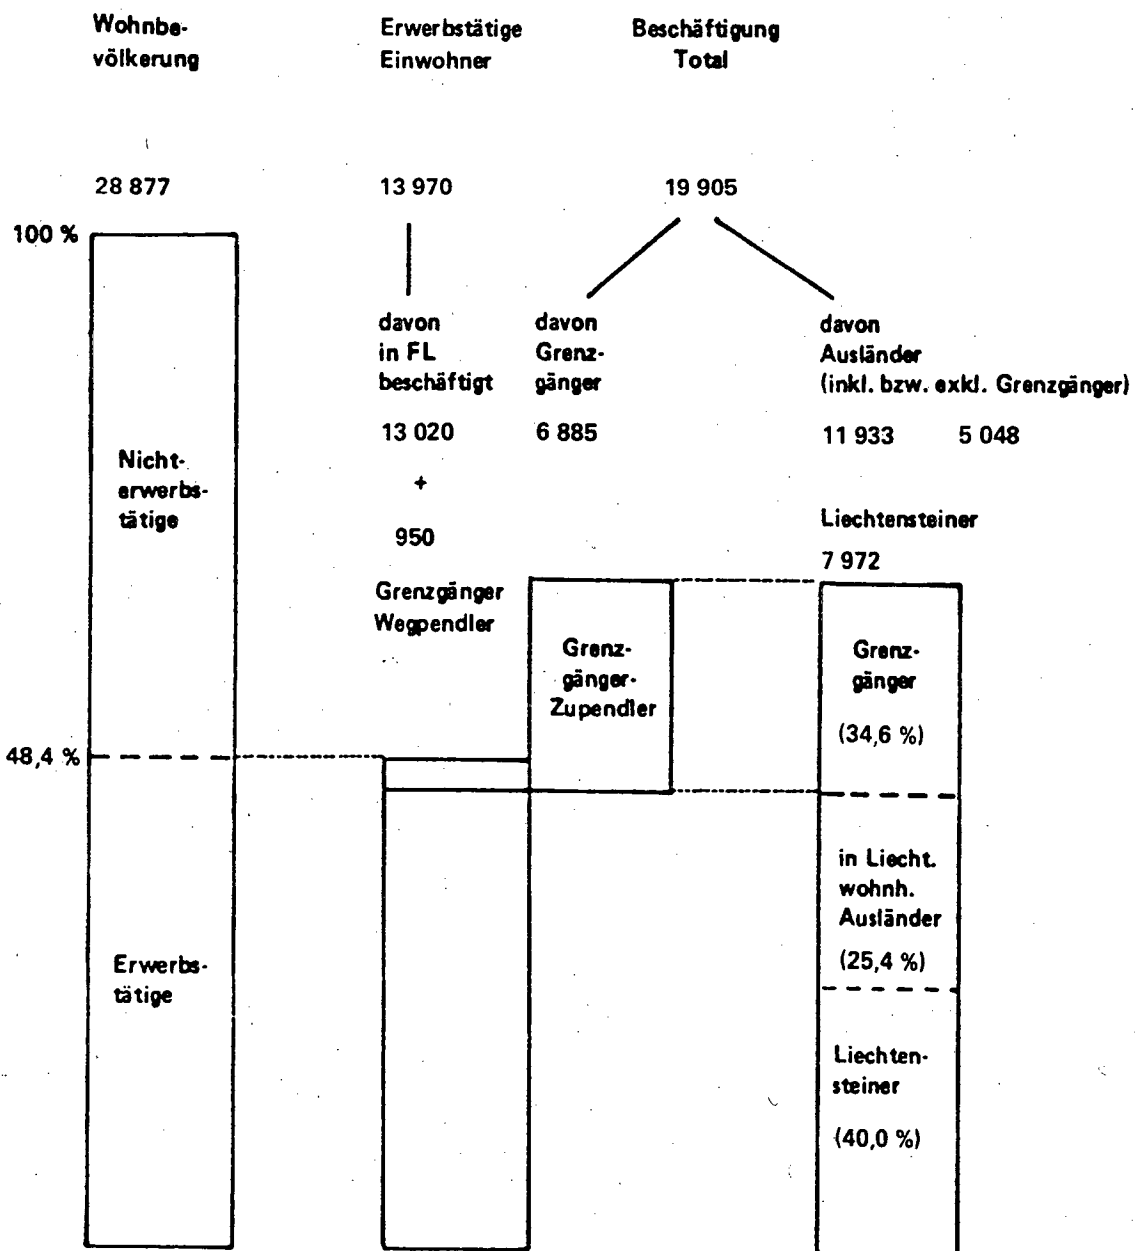 Wohnbe-
völkerung
Erwerbstätige
Einwohner
Beschäftigung
Total
28 877
13 970
19 905
100 %
davon
in FL
beschäftigt
davon
Grenz-
gänger
davon
Ausländer
(inkl. bzw. exkl. Grenzgänger)
13 020
6 885
11 933
5 048
+
950
Grenzgänger
Wegpendler
Liechtensteiner
7 972
Nicht-
erwerbs-
tätige
Grenz-
gänger-
Zupendler
Grenz-
gänger
(34,6 %)
48,4 %
in Liecht.
wohnh.
Ausländer
(25,4 %)
Erwerbs-
tätige
Liechten-
steiner
(40,0 %)